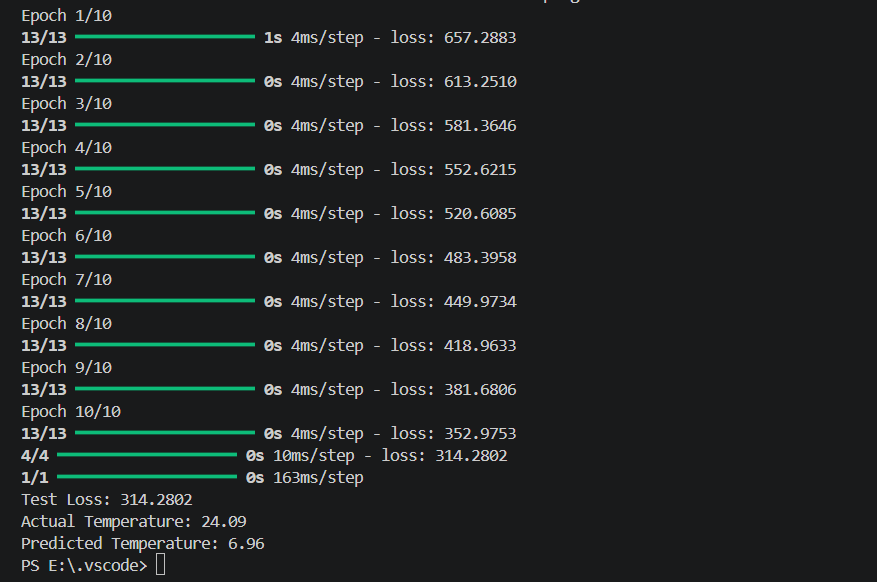 Epoch 1/10
13/13 1s 4ms/step - loss: 657.2883
Epoch 2/10
13/13 0s 4ms/step - loss: 613.2510
Epoch 3/10
13/13 0s 4ms/step - loss: 581.3646
Epoch 4/10
13/13 0s 4ms/step - loss: 552.6215
Epoch 5/10
13/13 0s 4ms/step - loss: 520.6085
Epoch 6/10
13/13 0s 4ms/step - loss: 483.3958
Epoch 7/10
13/13 0s 4ms/step - loss: 449.9734
Epoch 8/10
13/13 0s 4ms/step - loss: 418.9633
Epoch 9/10
13/13 0s 4ms/step - loss: 381.6806
Epoch 10/10
13/13 0s 4ms/step - loss: 352.9753
4/4 0s 10ms/step - loss: 314.2802
1/1 0s 163ms/step
Test Loss: 314.2802
Actual Temperature: 24.09
Predicted Temperature: 6.96
PS E:\.vscode>